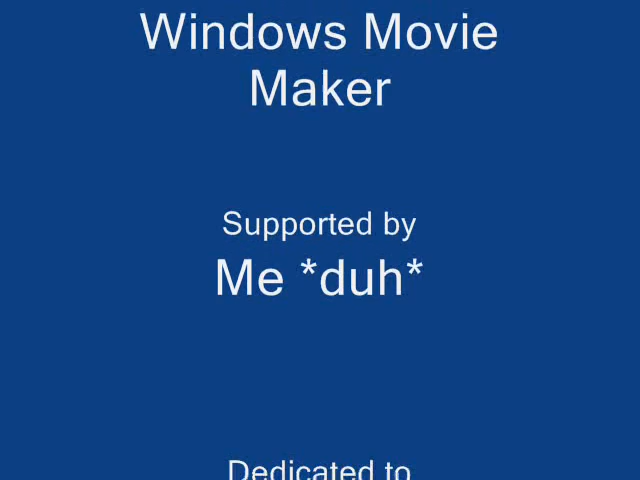 Windows Movie
Maker
Supported by
Me *duh*
Dedicated to